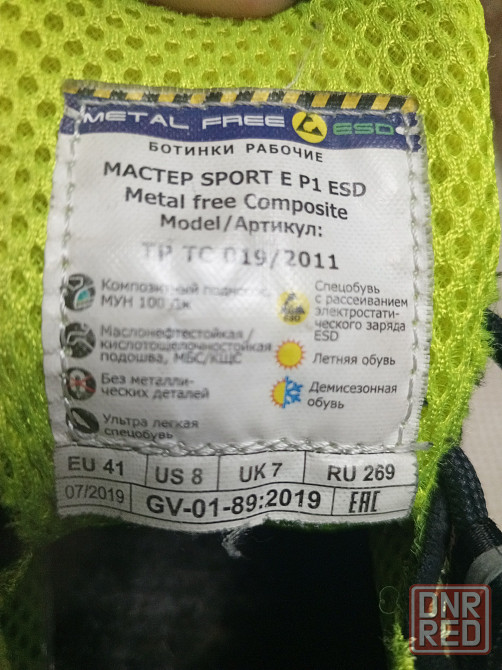 METAL FREE ESD
БОТИНКИ РАБОЧИЕ
МАСТЕР SPORT E P1 ESD
Metal free Composite
Model/Артикул:
ТР ТС 019/2011
Композитный подносок
МУН 100 Дж
Маслонефтестойкая/
кислотощелочностойкая
подошва, МБС/КЩС
Без металли-
ческих деталей
Ультра легкая
спецобувь
Спецобувь
с рассеиванием
электростати-
ческого заряда
ESD
Летняя обувь
Демисезонная
обувь
EU 41 US 8 UK 7 RU 269
07/2019 GV-01-89:2019 EAC
DNR
RED